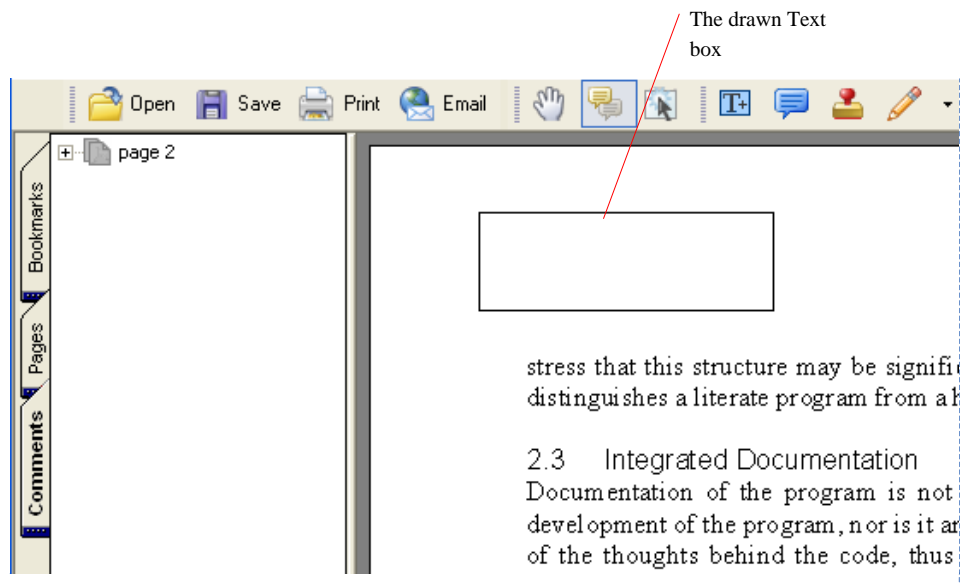 The drawn Text
box
Open Save Print Email T+
page 2
Bookmarks
Pages
Comments
stress that this structure may be
distinguishes a literate program from a
2.3 Integrated Documentation
Documentation of the program is not
development of the program, nor is it
of the thoughts behind the code, thus